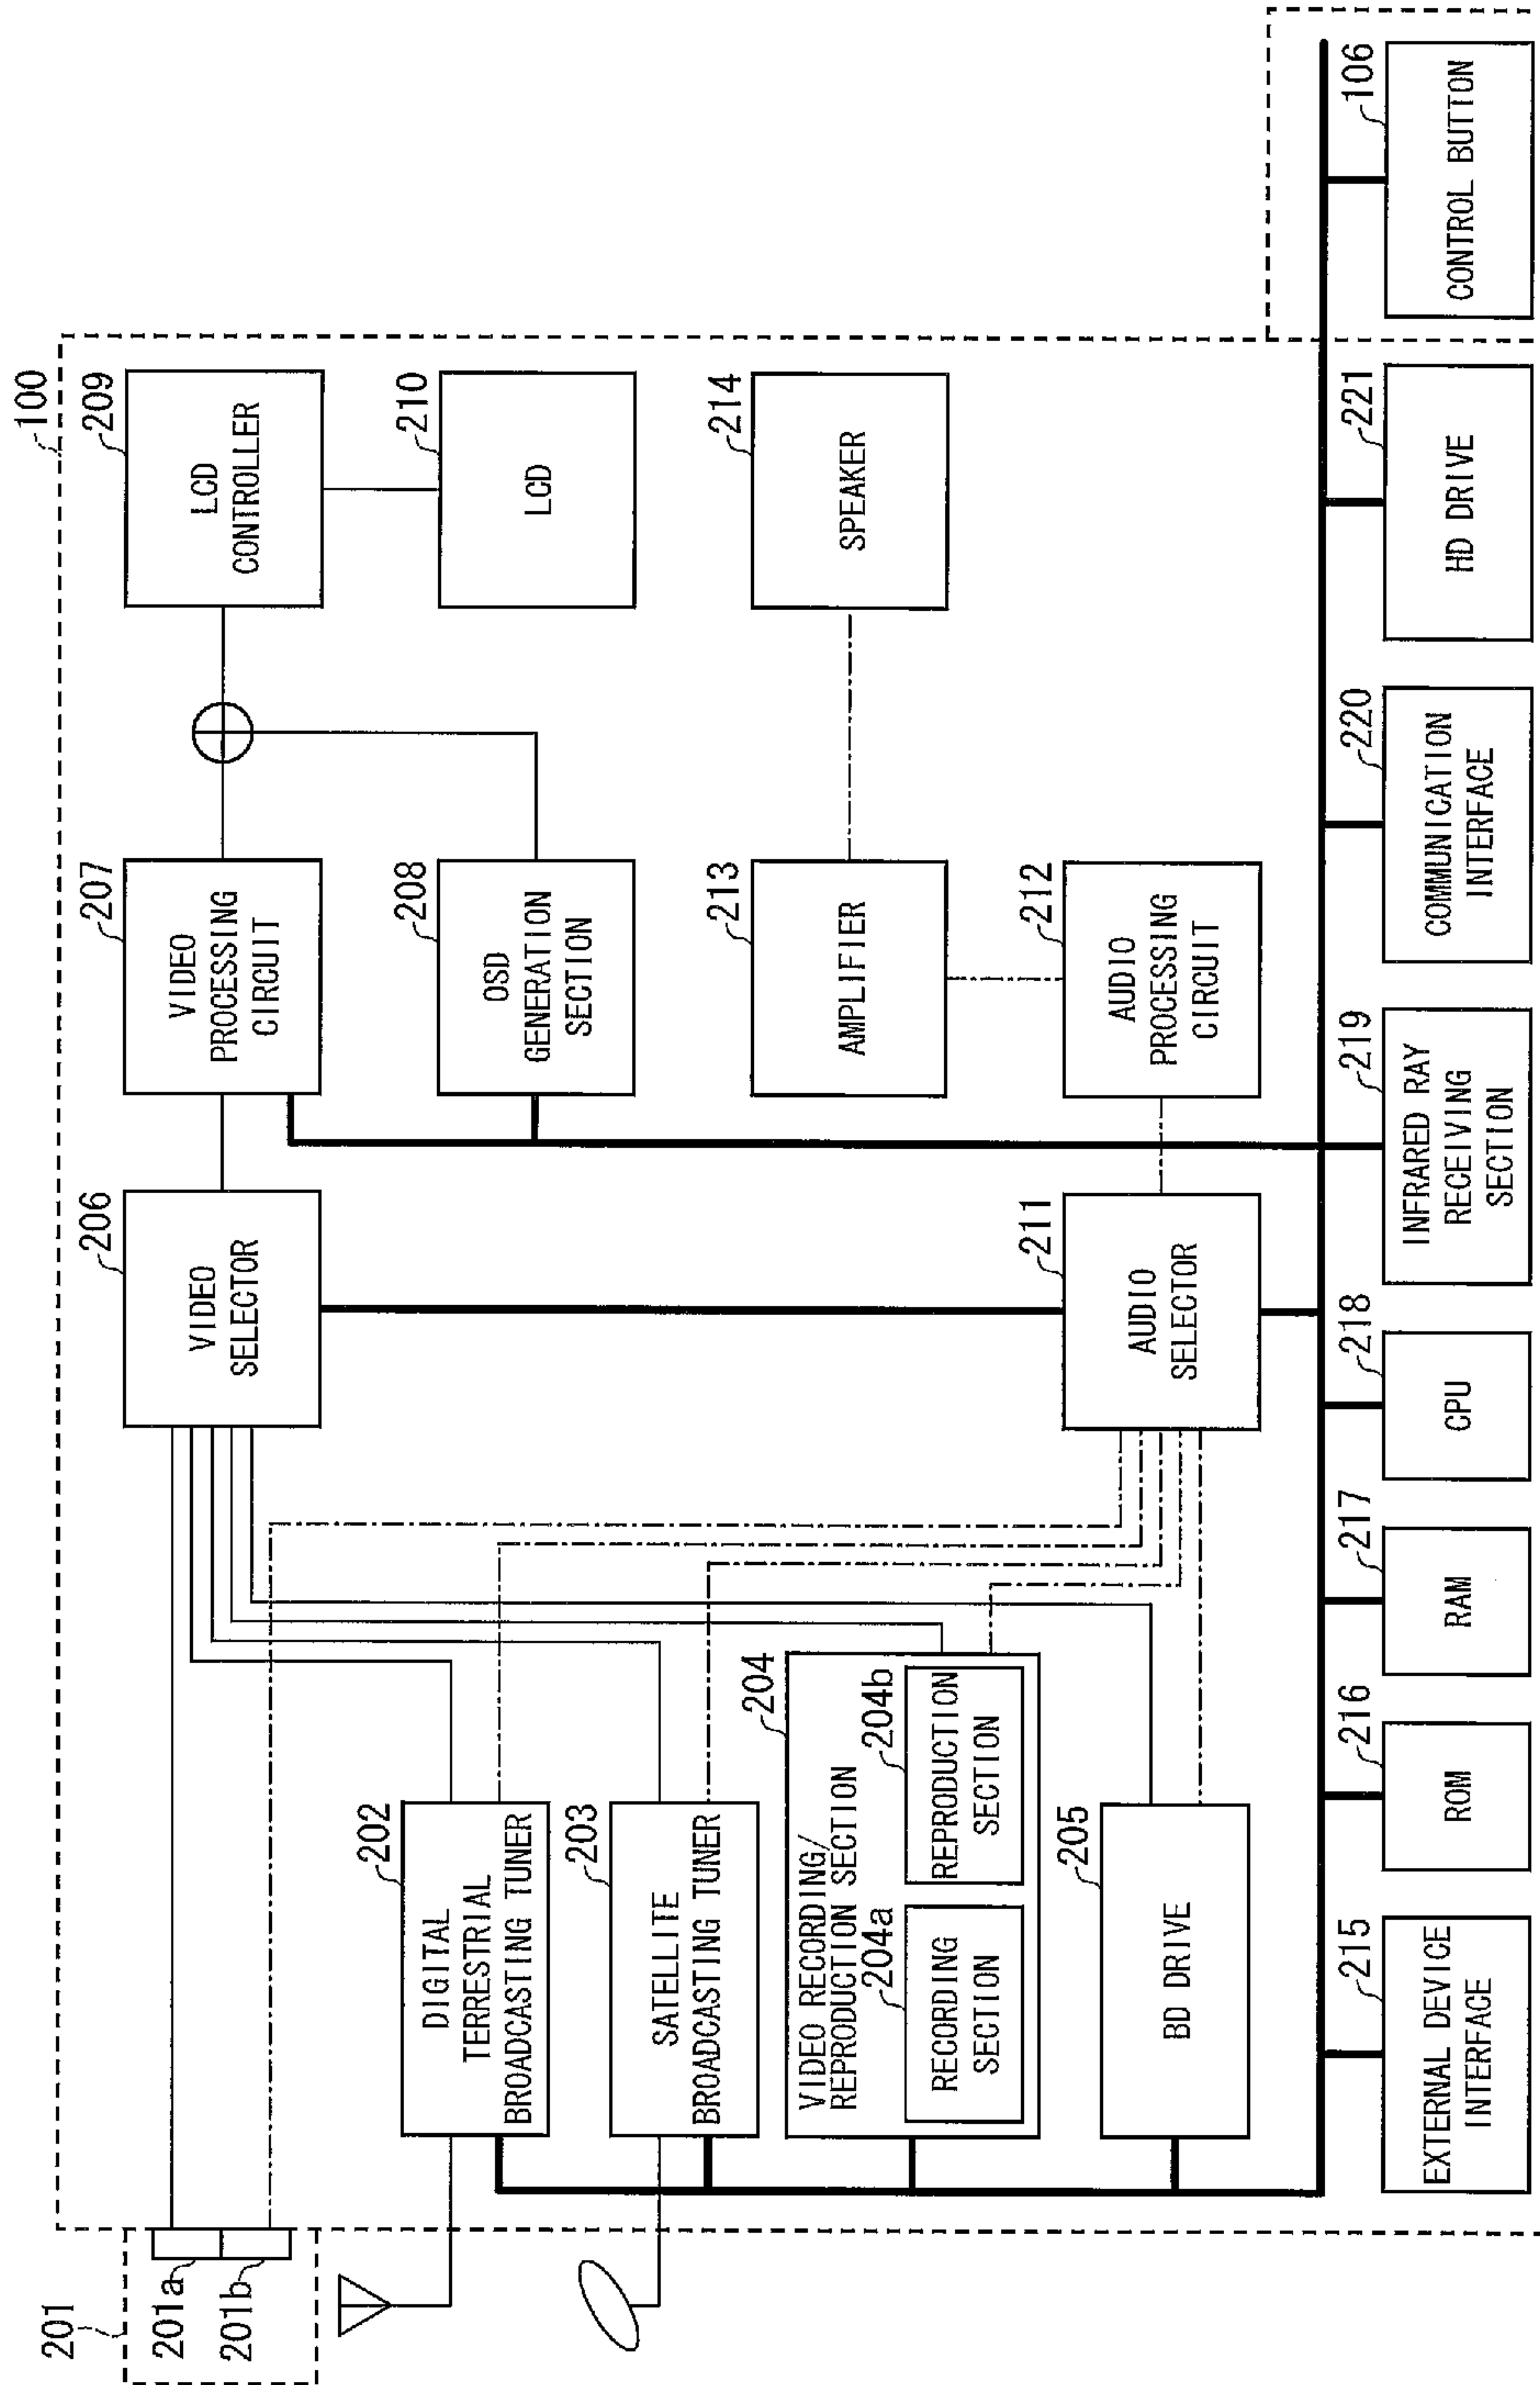 100
201
201a
201b
DIGITAL
TERRESTRIAL
BROADCASTING TUNER
202
SATELLITE
BROADCASTING TUNER
203
VIDEO RECORDING/
REPRODUCTION SECTION
204
204a
RECORDING
SECTION
204b
REPRODUCTION
SECTION
BD DRIVE
205
VIDEO
SELECTOR
206
VIDEO
PROCESSING
CIRCUIT
207
OSD
GENERATION
SECTION
208
LCD
CONTROLLER
209
LCD
210
AUDIO
SELECTOR
211
AUDIO
PROCESSING
CIRCUIT
212
AMPLIFIER
213
SPEAKER
214
EXTERNAL DEVICE
INTERFACE
215
ROM
216
RAM
217
CPU
218
INFRARED RAY
RECEIVING
SECTION
219
COMMUNICATION
INTERFACE
220
HD DRIVE
221
CONTROL BUTTON
106